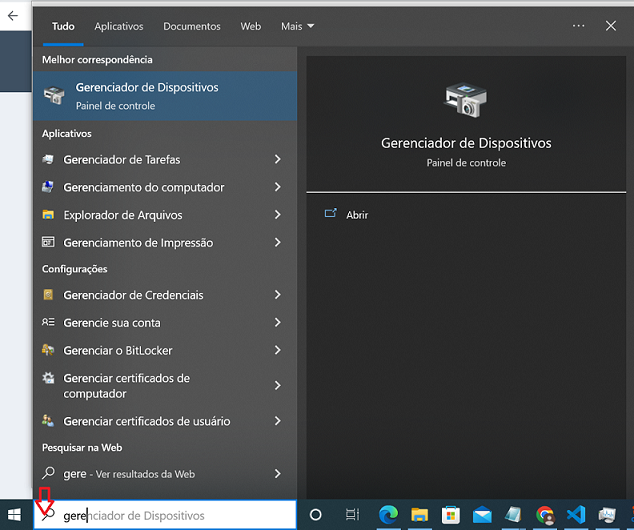 Tudo Aplicativos Documentos Web Mais
Melhor correspondência
Gerenciador de Dispositivos
Painel de controle
Aplicativos
Gerenciador de Tarefas
Gerenciamento do computador
Explorador de Arquivos
Gerenciamento de Impressão
Configurações
Gerenciador de Credenciais
Gerencie sua conta
Gerenciar o BitLocker
Gerenciar certificados de
computador
Gerenciar certificados de usuário
Pesquisar na Web
gere - Ver resultados da Web
Gerenciador de Dispositivos
Painel de controle
Abrir
gerenciador de Dispositivos